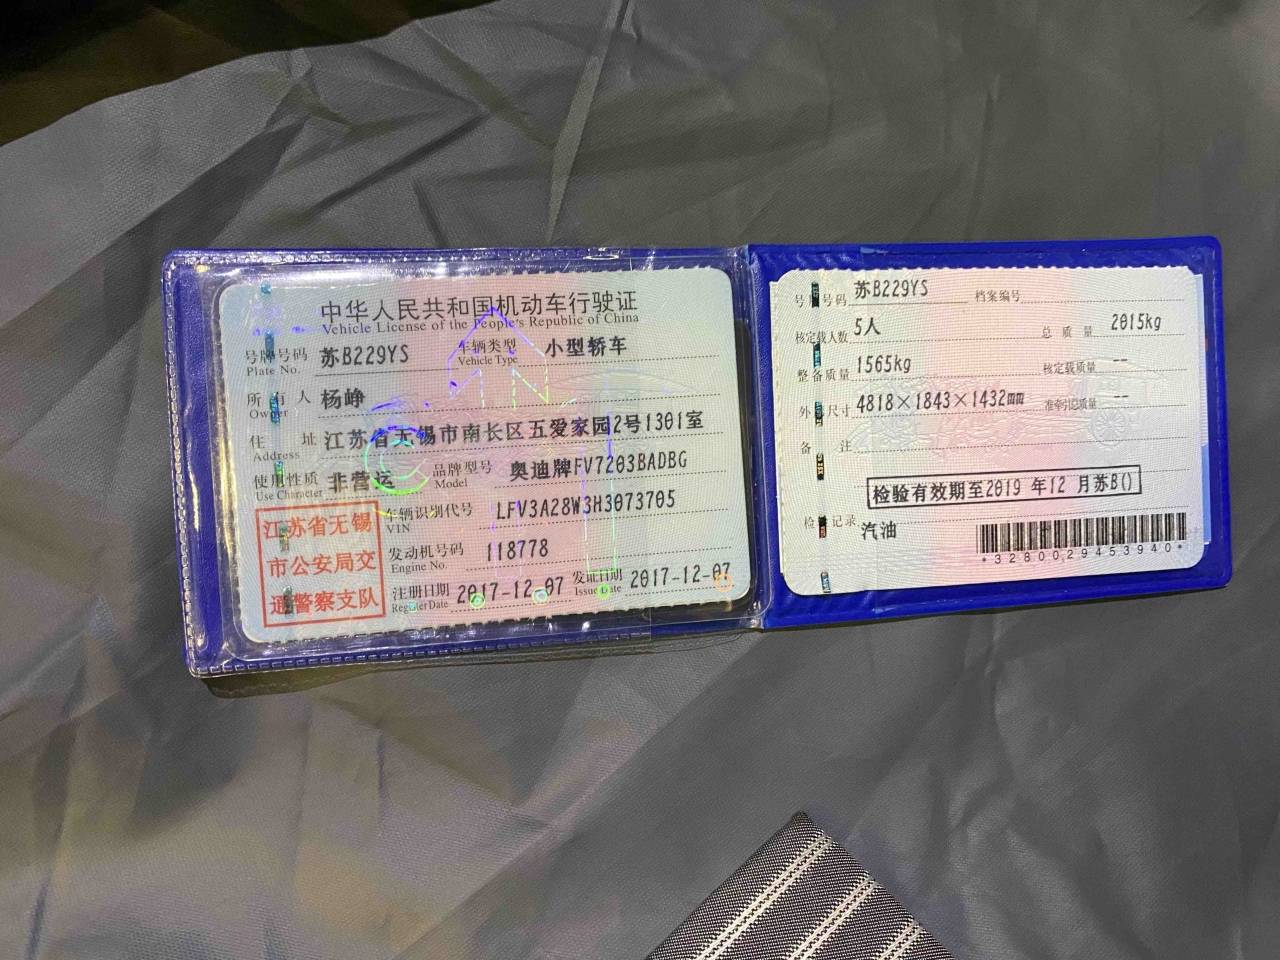 中华人民共和国机动车行驶证
Vehicle License of the People's Republic of China
号牌号码 苏B229YS 车辆类型 小型轿车
Plate No. Vehicle Type
所有人 杨峥
Owner
住址 江苏省无锡市南长区五爱家园2号1301室
Address
使用性质 非营运 品牌型号 奥迪牌FV7203BADBG
Use Character Model
江苏省无锡
市公安局交
通警察支队
车辆识别代号 LFV3A28W3H3073705
VIN
发动机号码 118778
Engine No.
注册日期 2017-12-07 发证日期 2017-12-07
Register Date Issue Date
号牌号码 苏B229YS 档案编号
核定载人数 5人 总质量 2015kg
整备质量 1565kg 核定载质量 --
外廓尺寸 4818×1843×1432mm 准牵引总质量 --
备注
检验有效期至2019 年12 月苏B()
检验记录
汽油
*3280029453940*